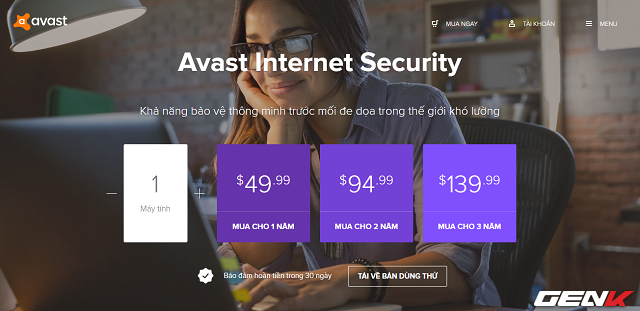 avast
MUA NGAY
TÀI KHOẢN
MENU
Avast Internet Security
Khả năng bảo vệ thông minh trước mối đe dọa trong thế giới khó lường
1
Máy tính
$49.99
MUA CHO 1 NĂM
$94.99
MUA CHO 2 NĂM
$139.99
MUA CHO 3 NĂM
Bảo đảm hoàn tiền trong 30 ngày
TẢI VỀ BẢN DÙNG THỬ
GENK